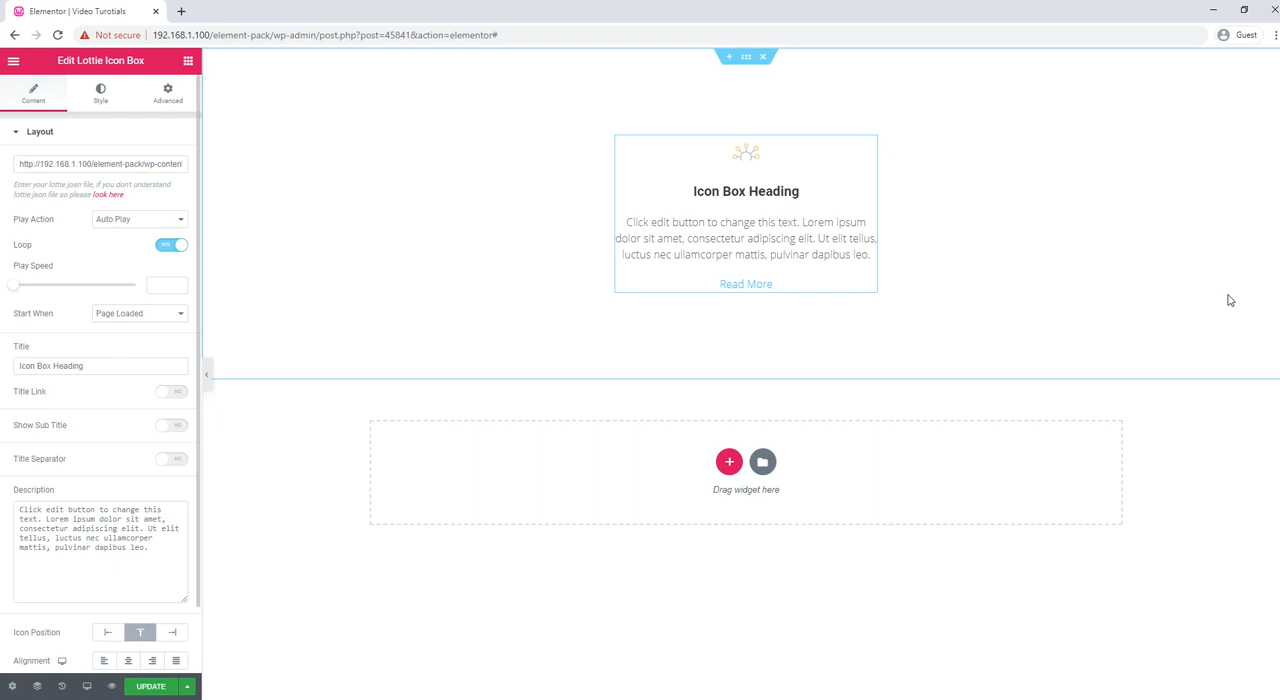 Elementor | Video Turotials
Not secure
192.168.1.100/element-pack/wp-admin/post.php?post=45841&action=elementor#
Guest
Edit Lottie Icon Box
Content
Style
Advanced
Layout
http://192.168.1.100/element-pack/wp-conten
Enter your lottie josn file, if you don't understand
lottie json file so please look here
Play Action
Auto Play
Loop
YES
Play Speed
Start When
Page Loaded
Title
Icon Box Heading
Title Link
NO
Show Sub Title
NO
Title Separator
NO
Description
Click edit button to change this
text. Lorem ipsum dolor sit amet,
consectetur adipiscing elit. Ut elit
tellus, luctus nec ullamcorper
mattis, pulvinar dapibus leo.
Icon Position
Alignment
UPDATE
Icon Box Heading
Click edit button to change this text. Lorem ipsum
dolor sit amet, consectetur adipiscing elit. Ut elit tellus,
luctus nec ullamcorper mattis, pulvinar dapibus leo.
Read More
Drag widget here